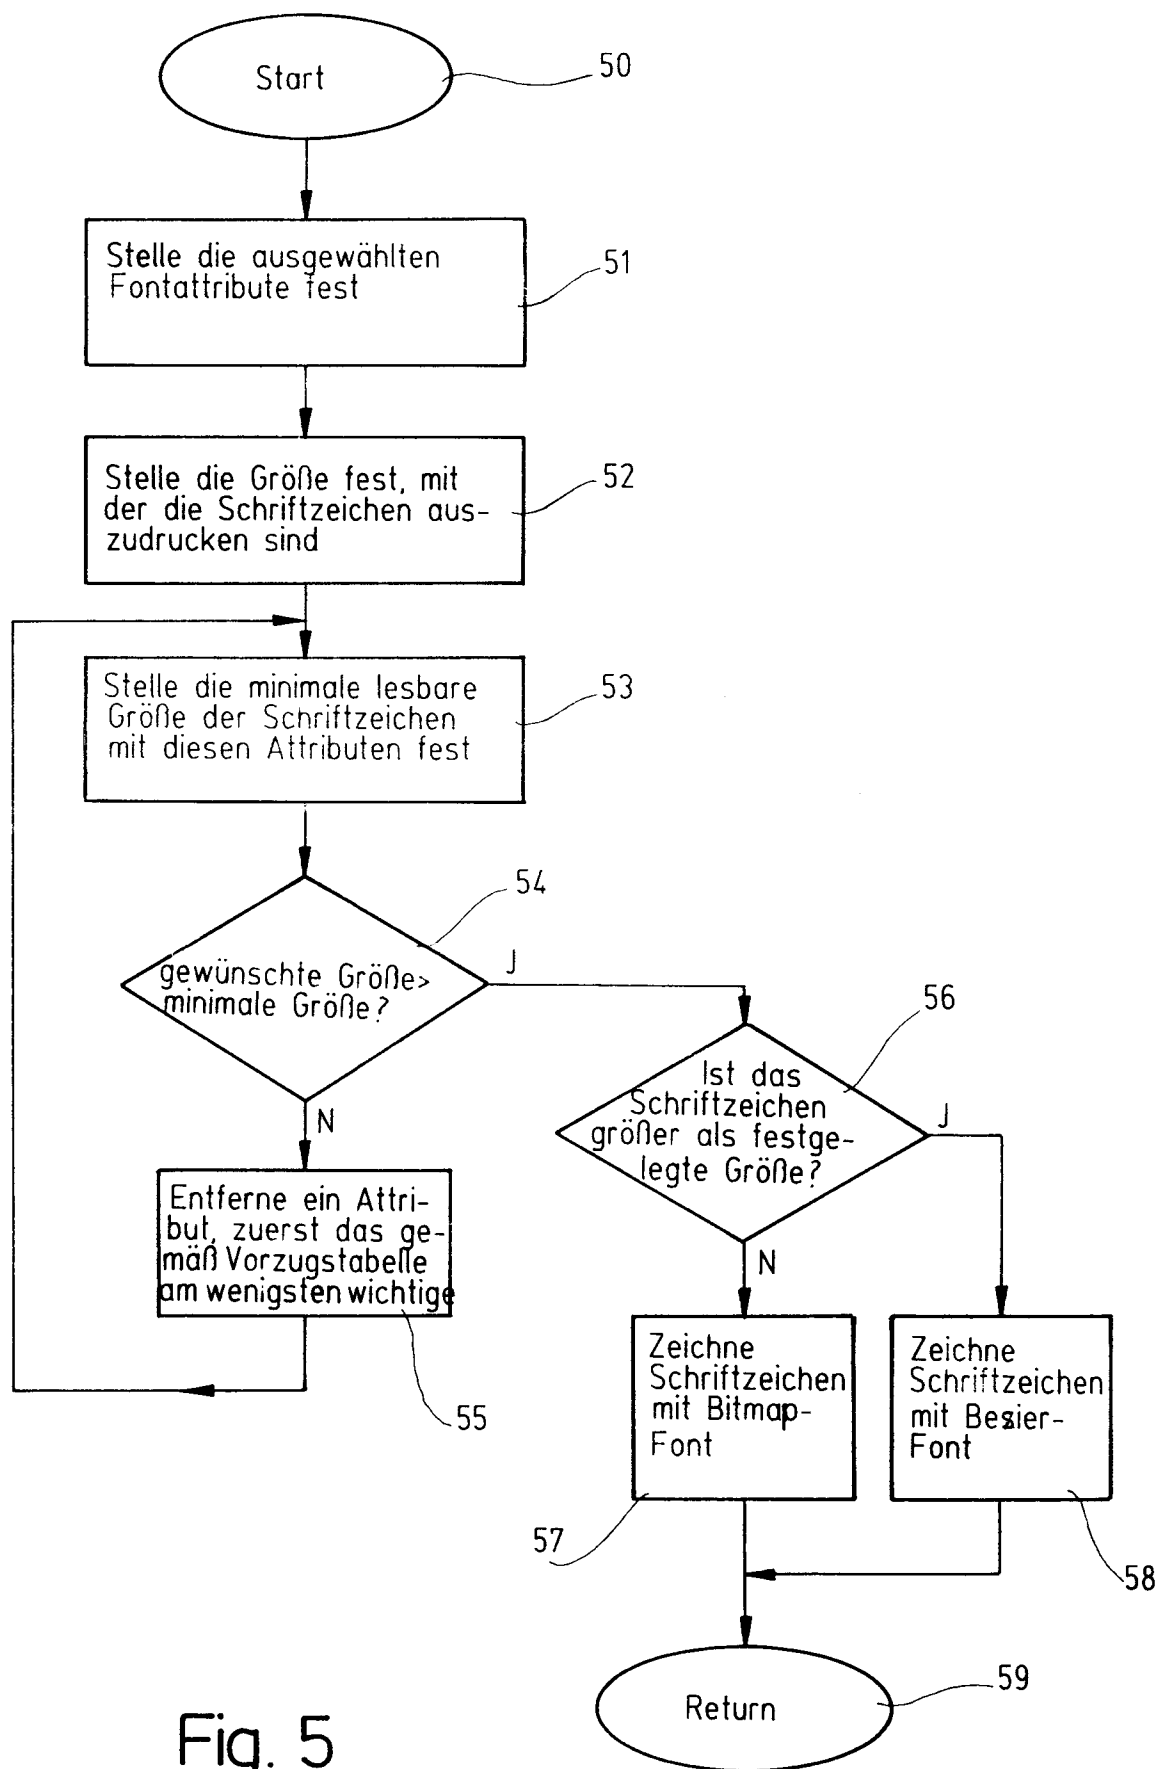 Start
50
Stelle die ausgewählten
Fontattribute fest
51
Stelle die Größe fest, mit
der die Schriftzeichen aus-
zudrucken sind
52
Stelle die minimale lesbare
Größe der Schriftzeichen
mit diesen Attributen fest
53
54
gewünschte Größe>
minimale Größe?
J
N
56
Ist das
Schriftzeichen
größer als festge-
legte Größe?
J
N
Entferne ein Attri-
but, zuerst das ge-
mäß Vorzugstabelle
am wenigsten wichtige
55
Zeichne
Schriftzeichen
mit Bitmap-
Font
57
Zeichne
Schriftzeichen
mit Besier-
Font
58
Return
59
Fig. 5